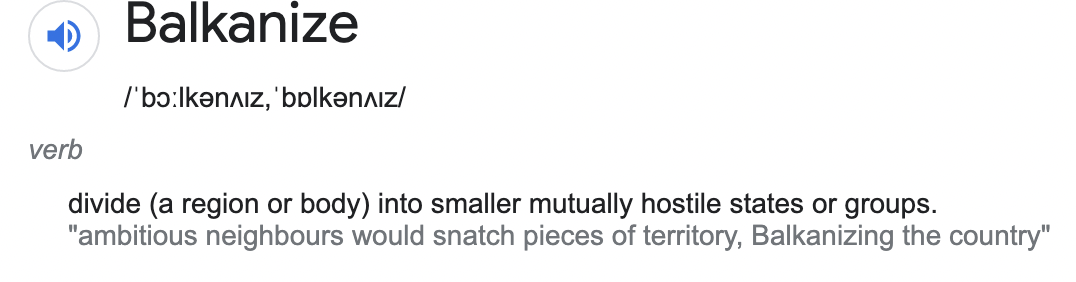 Balkanize
/ˈbɔːlkənʌɪz,ˈbɒlkənʌɪz/
verb
divide (a region or body) into smaller mutually hostile states or groups.
"ambitious neighbours would snatch pieces of territory, Balkanizing the country"